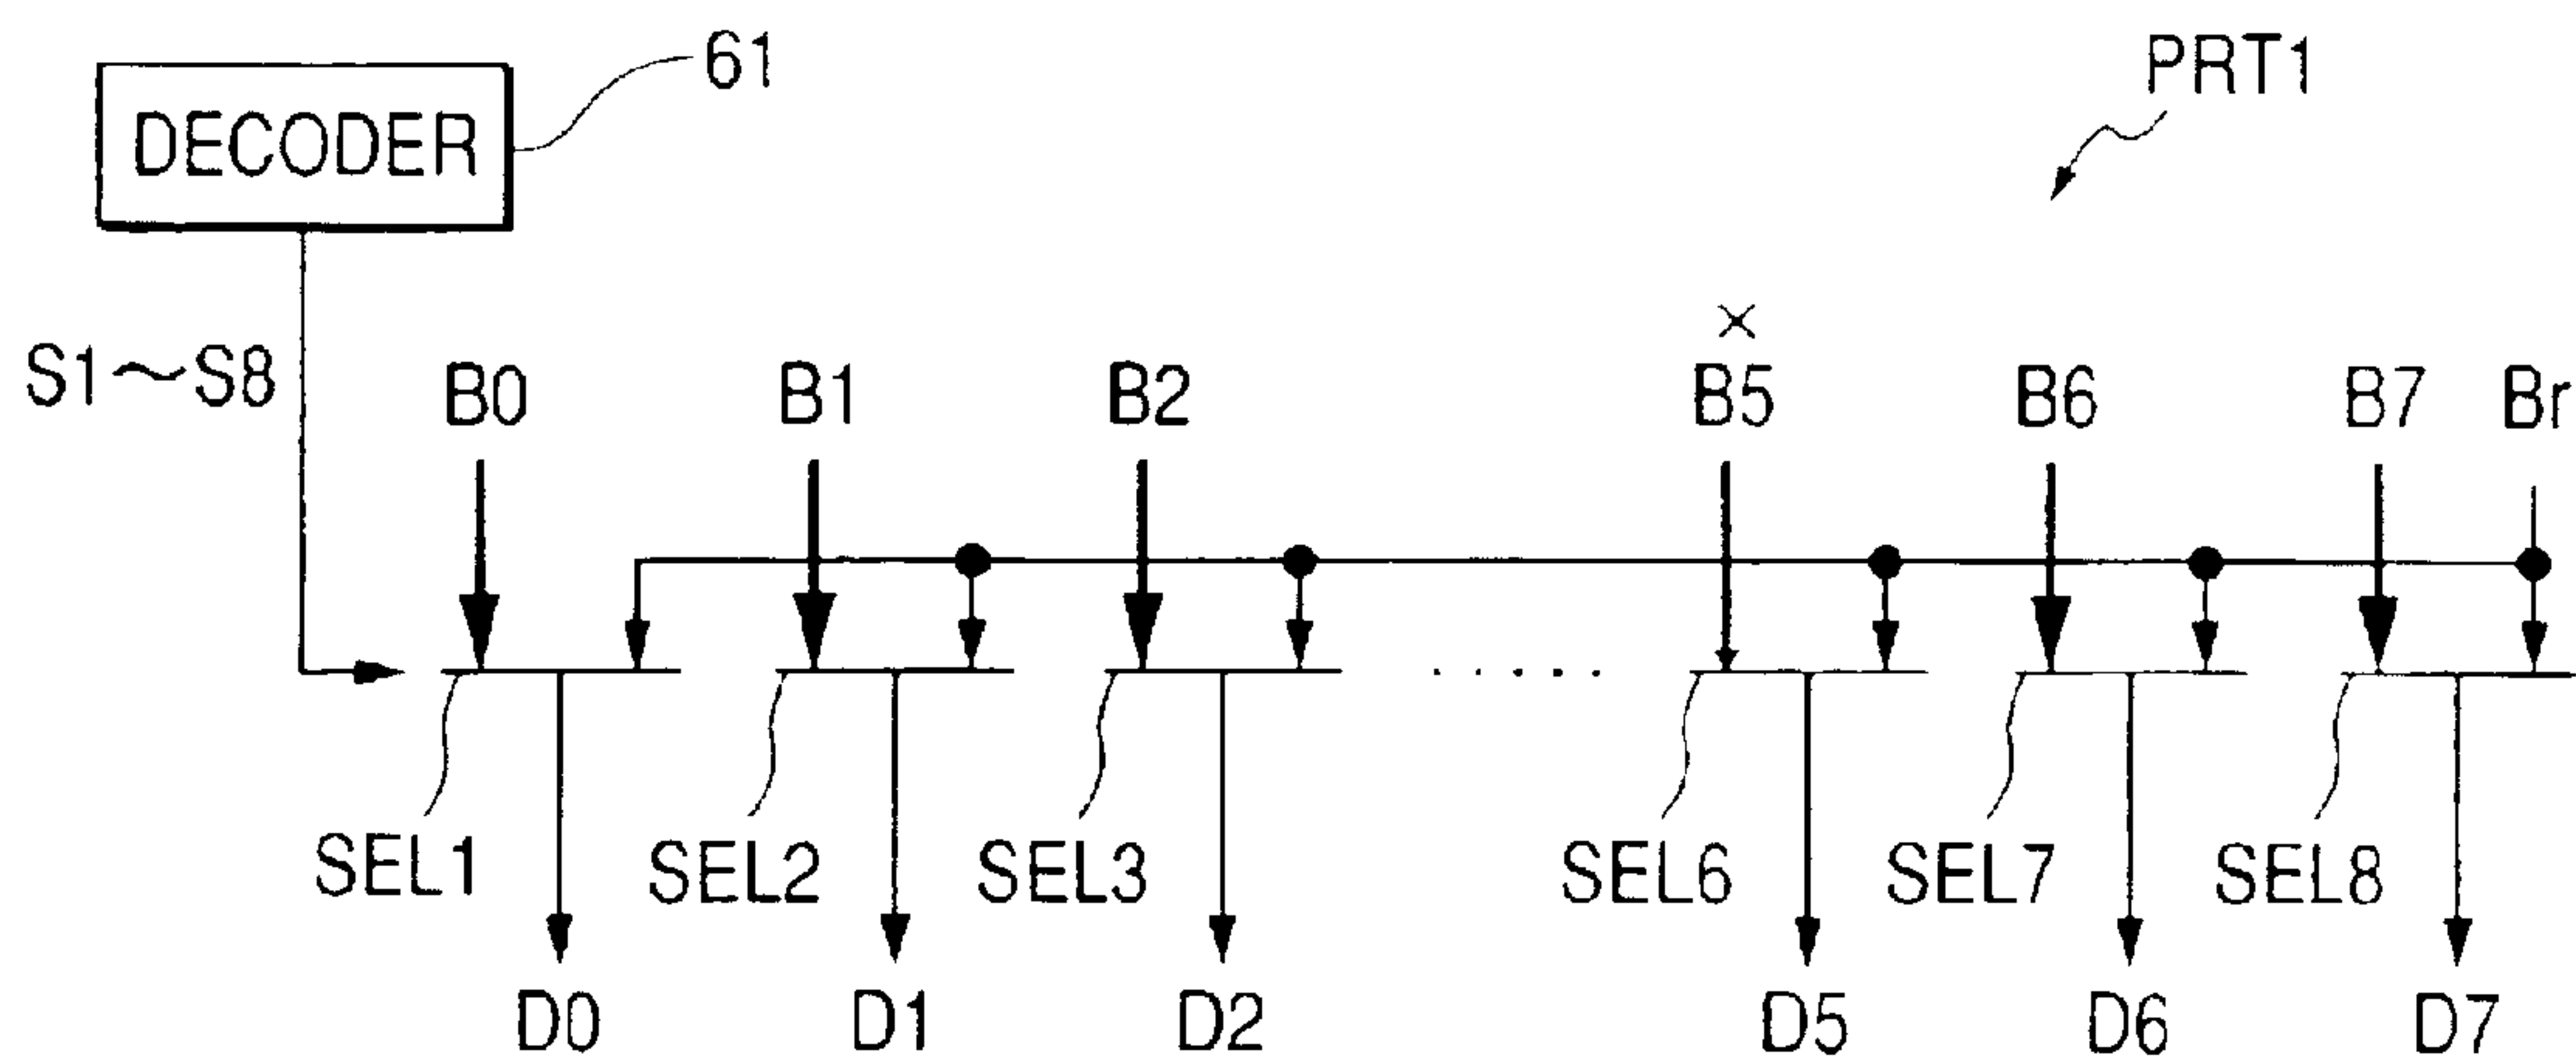 61
PRT1
DECODER
×
S1～S8
B0 B1 B2 B5 B6 B7 Br
. . . . .
SEL1 SEL2 SEL3 SEL6 SEL7 SEL8
D0 D1 D2 D5 D6 D7